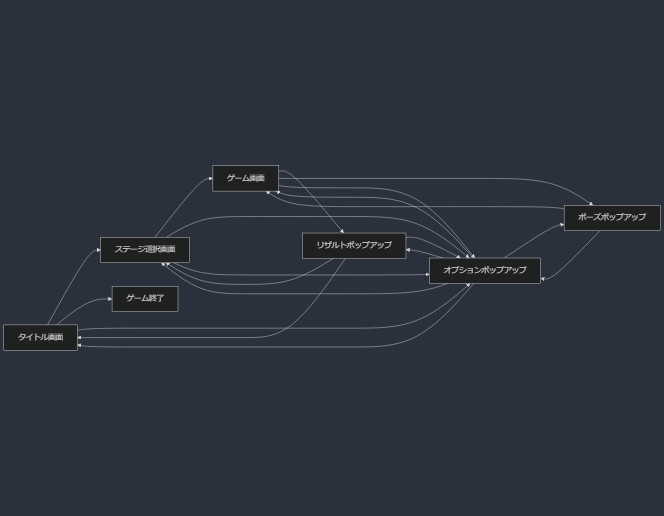 ゲーム画面
ポーズポップアップ
ステージ選択画面
リザルトポップアップ
オプションポップアップ
ゲーム終了
タイトル画面